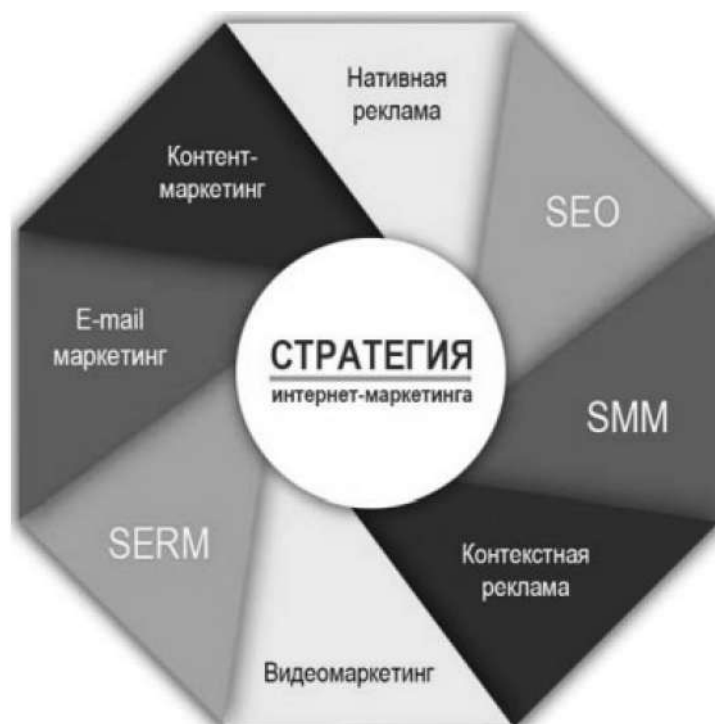 Нативная
реклама
SEO
SMM
Контекстная
реклама
Видеомаркетинг
SERM
E-mail
маркетинг
Контент-
маркетинг
СТРАТЕГИЯ
интернет-маркетинга